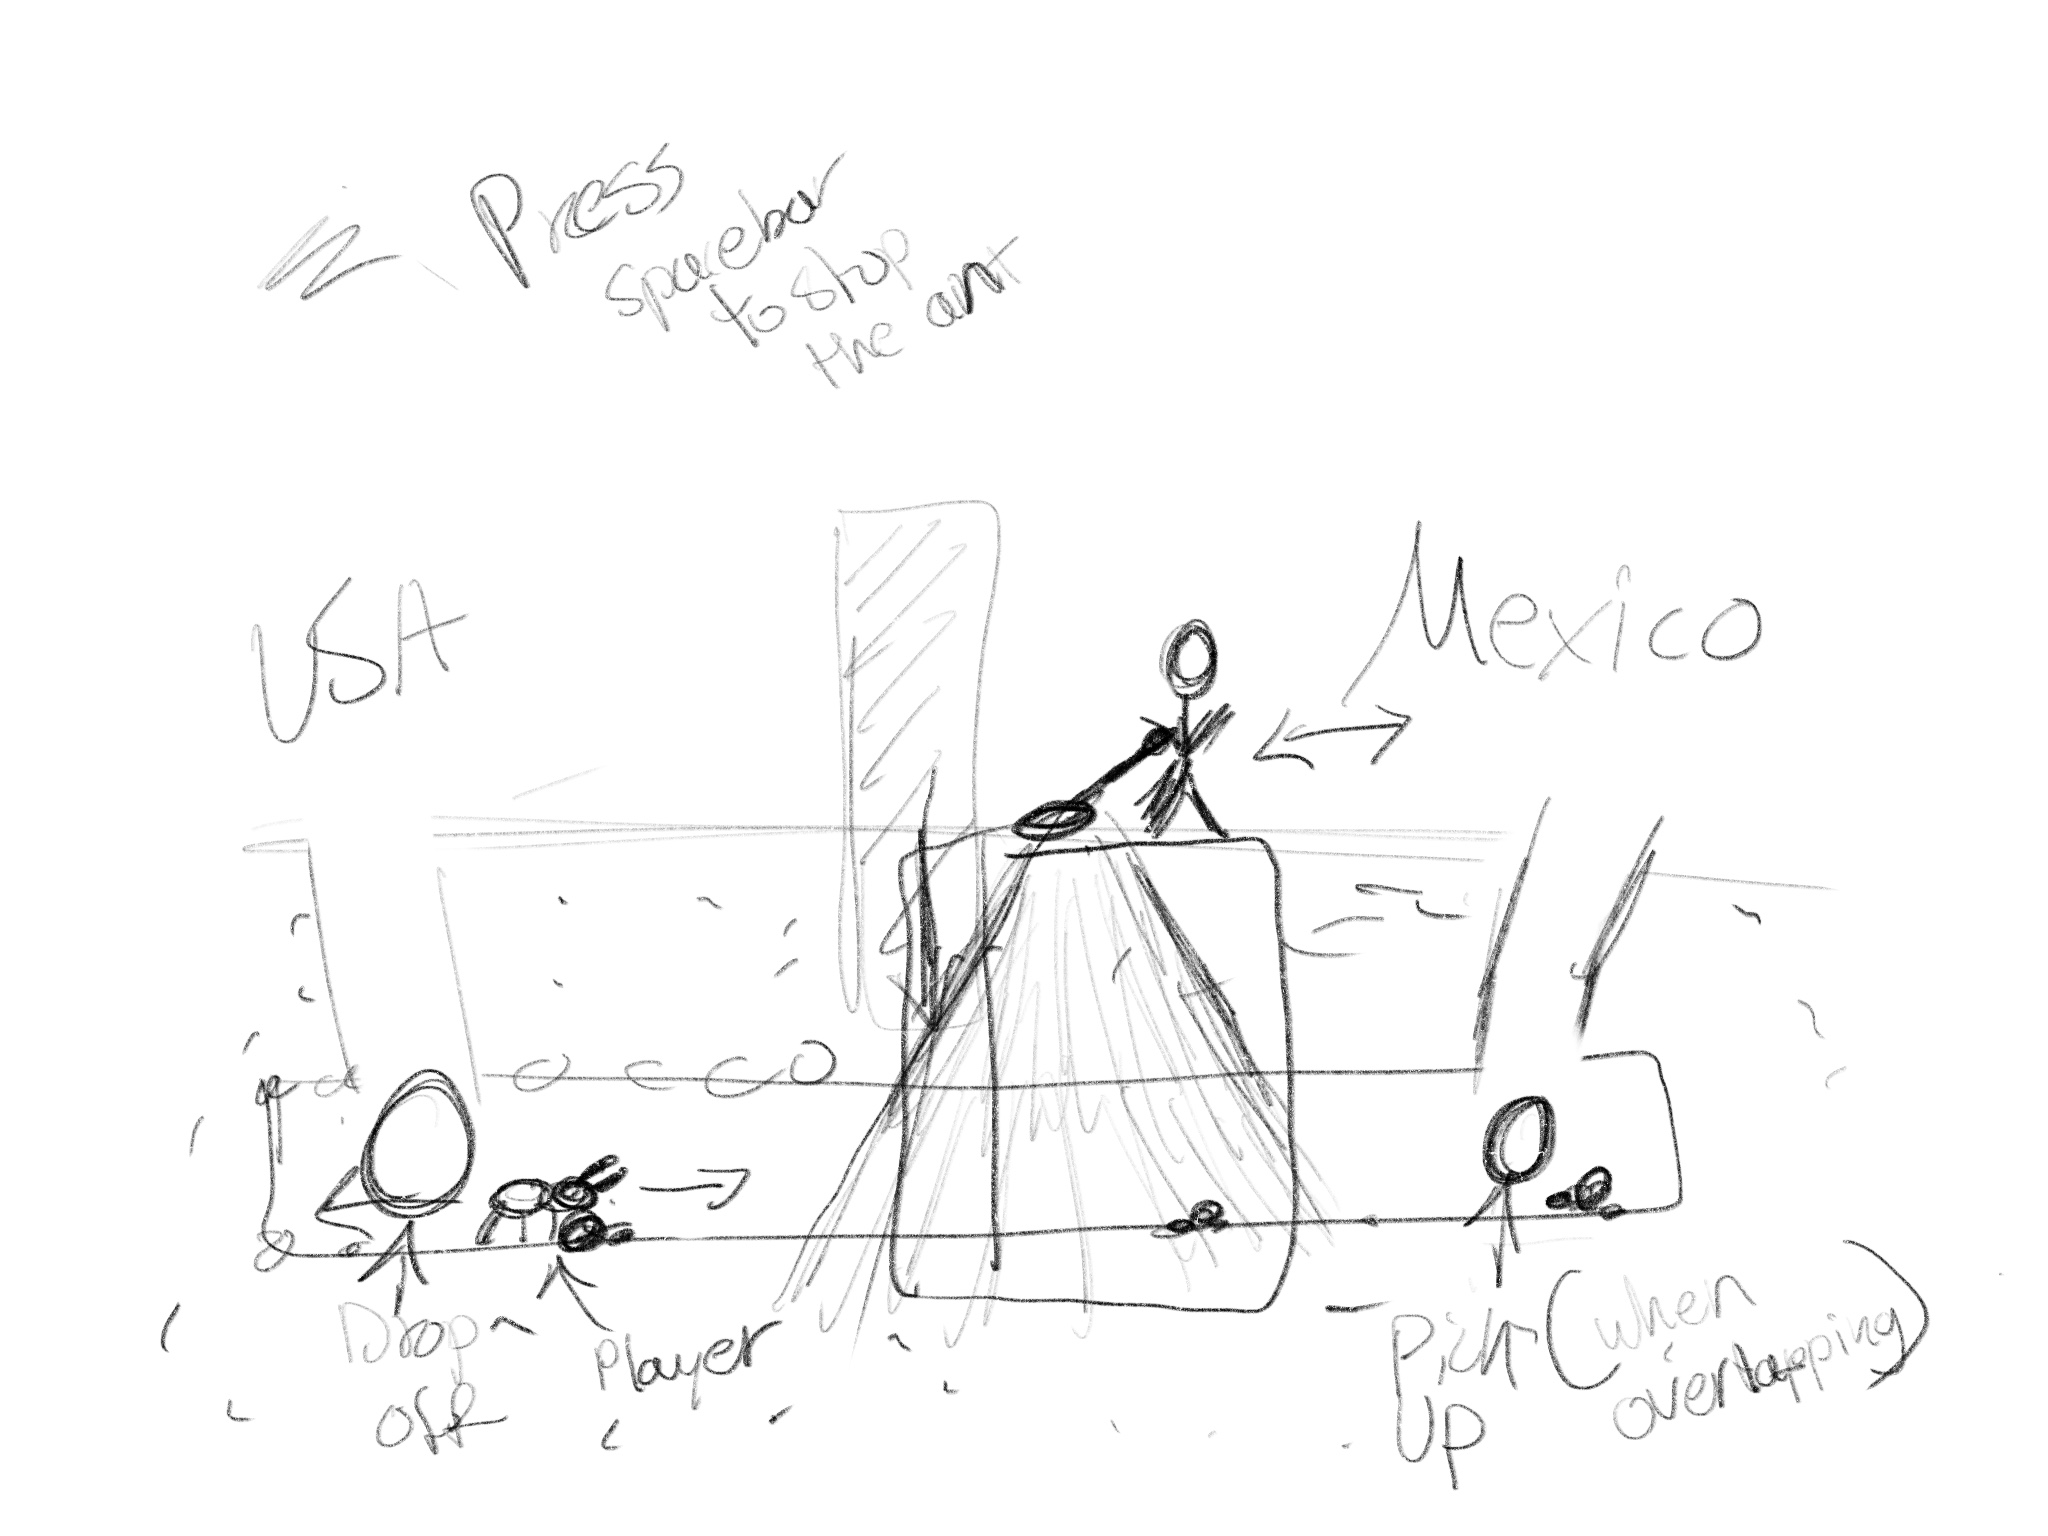 Press
spacebar
to stop
the ant
USA
Mexico
Drop
off
Player
Pick
up
(when
overlapping)